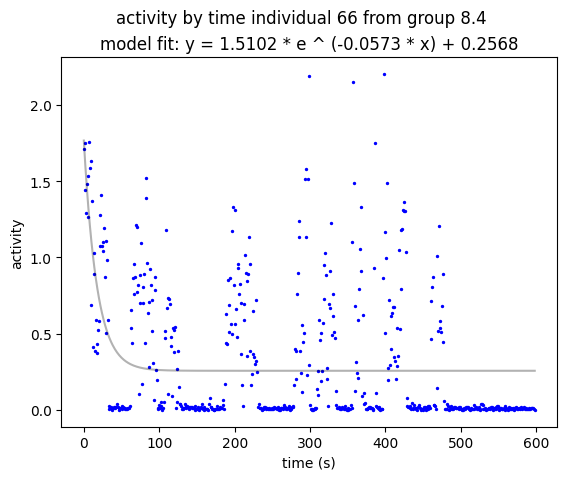 activity by time individual 66 from group 8.4
model fit: y = 1.5102 * e ^ (-0.0573 * x) + 0.2568
2.0
1.5
1.0
0.5
0.0
activity
0 100 200 300 400 500 600
time (s)